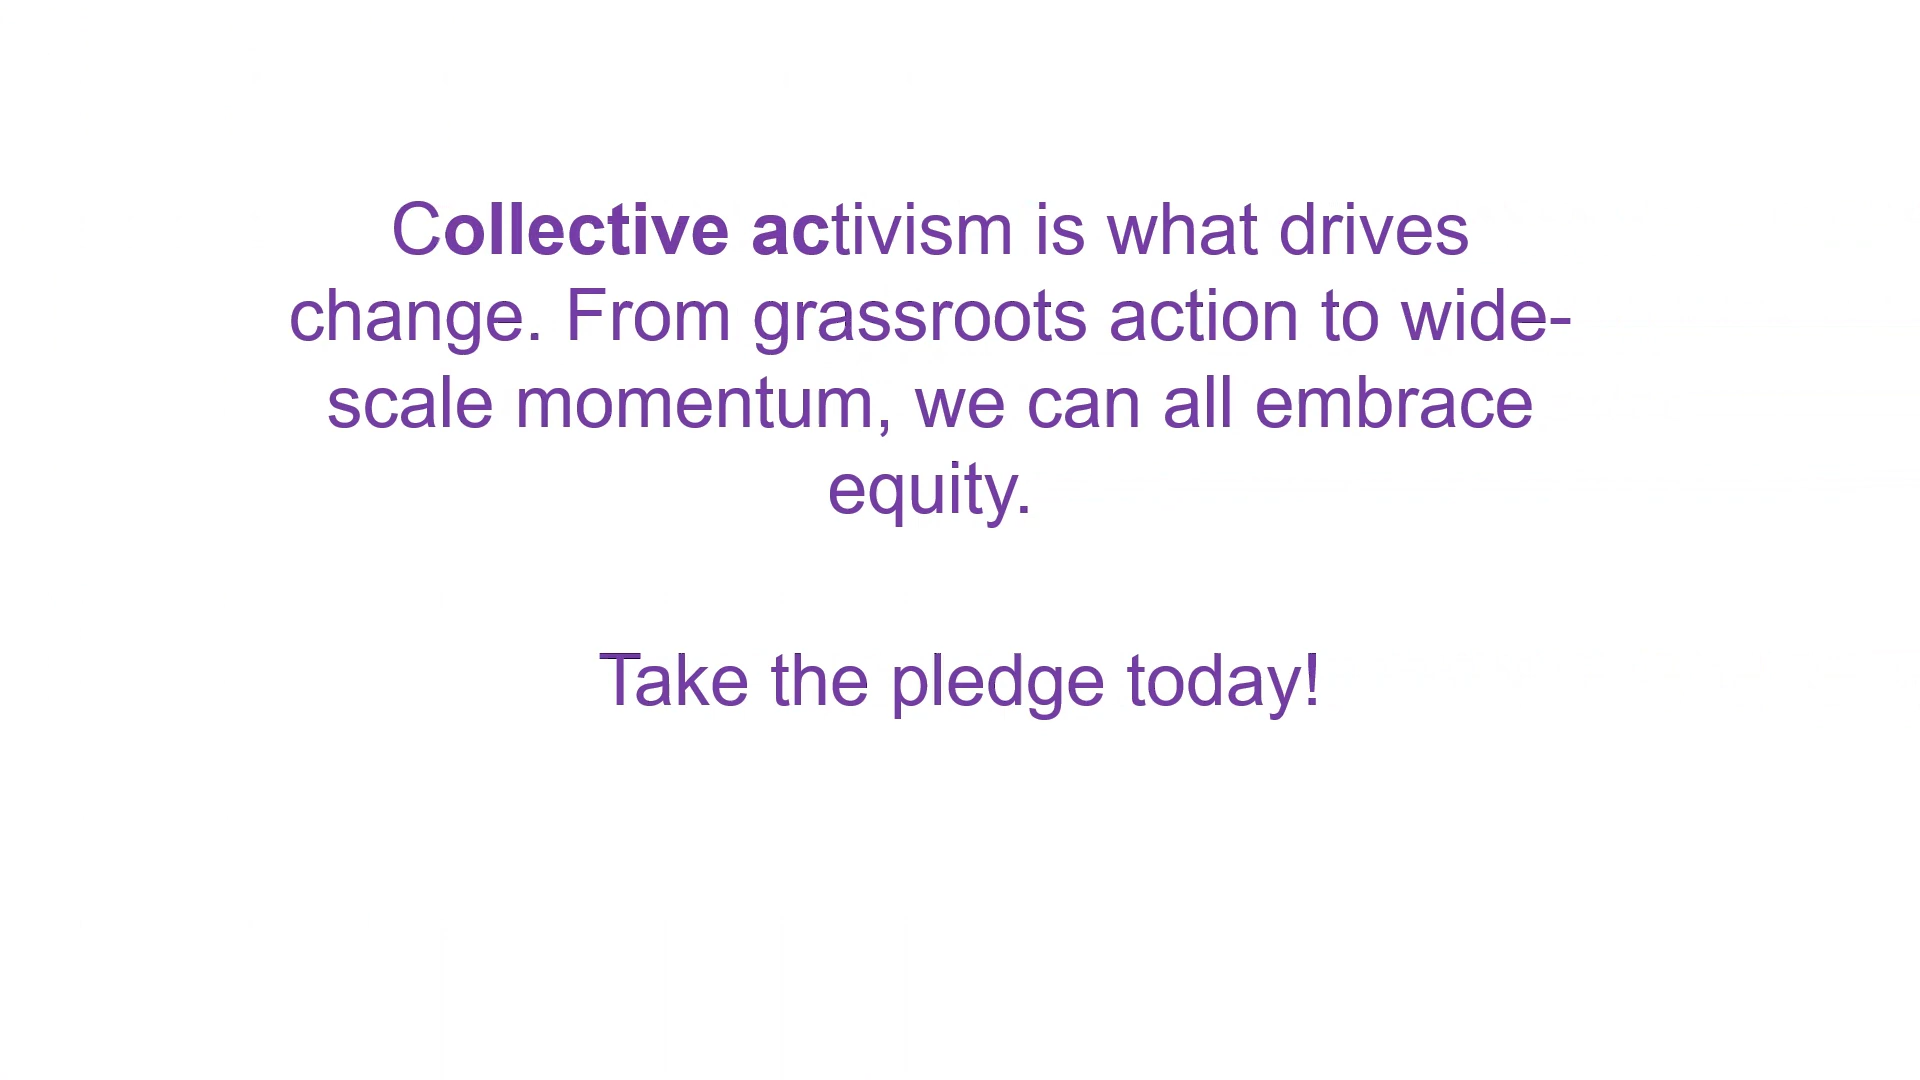 Collective activism is what drives
change. From grassroots action to wide-
scale momentum, we can all embrace
equity.
Take the pledge today!